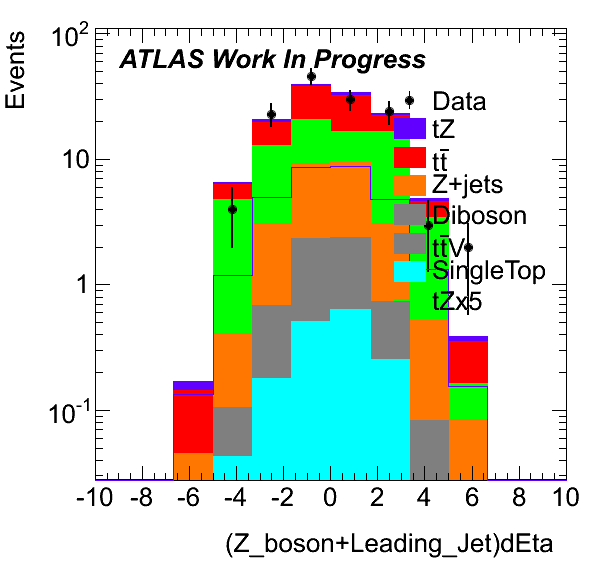 Events
10²
10
1
10⁻¹
ATLAS Work In Progress
Data
tZ
tt̄
Z+jets
Diboson
tt̄V
SingleTop
tZx5
-10 -8 -6 -4 -2 0 2 4 6 8 10
(Z_boson+Leading_Jet)dEta